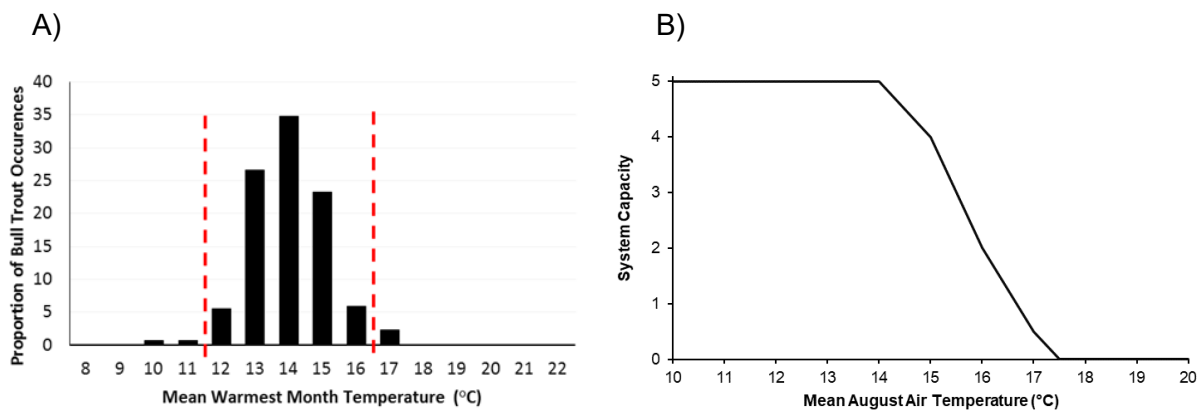 A)
Proportion of Bull Trout Occurences
40
35
30
25
20
15
10
5
0
8 9 10 11 12 13 14 15 16 17 18 19 20 21 22
Mean Warmest Month Temperature (°C)
B)
System Capacity
5
4
3
2
1
0
10 11 12 13 14 15 16 17 18 19 20
Mean August Air Temperature (°C)